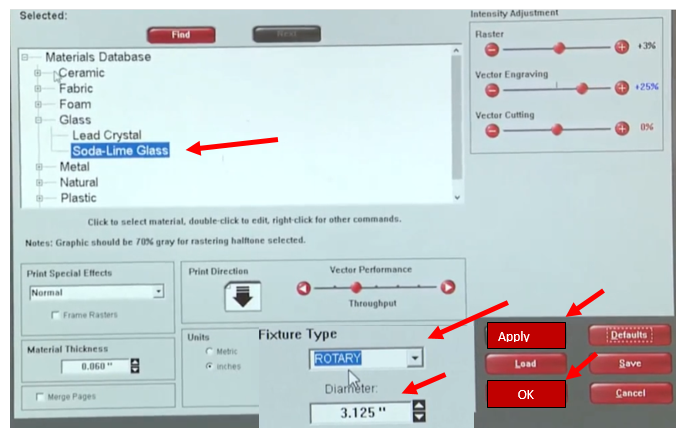 Selected:
Find
Next
Materials Database
Ceramic
Fabric
Foam
Glass
Lead Crystal
Soda-Lime Glass
Metal
Natural
Plastic
Click to select material, double-click to edit, right-click for other commands.
Notes: Graphic should be 70% gray for rastering halftone selected.
Intensity Adjustment
Raster
+3%
Vector Engraving
+25%
Vector Cutting
0%
Print Special Effects
Normal
Frame Rasters
Material Thickness
0.060 "
Merge Pages
Print Direction
Vector Performance
Throughput
Units
Metric
Inches
Fixture Type
ROTARY
Diameter:
3.125 "
Apply
Defaults
Load
Save
OK
Cancel